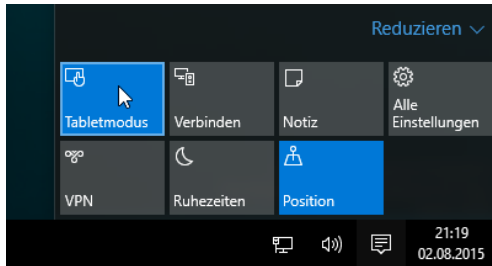 Reduzieren
Tabletmodus
Verbinden
Notiz
Alle
Einstellungen
VPN
Ruhezeiten
Position
21:19
02.08.2015